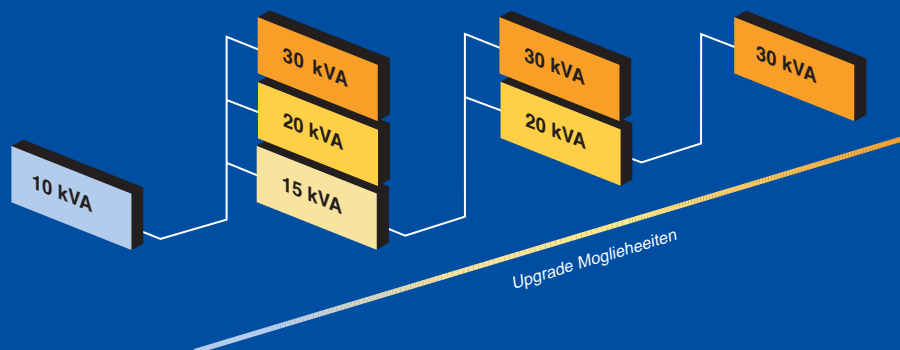 10 kVA
30 kVA
20 kVA
15 kVA
30 kVA
20 kVA
30 kVA
Upgrade Moglieheeiten